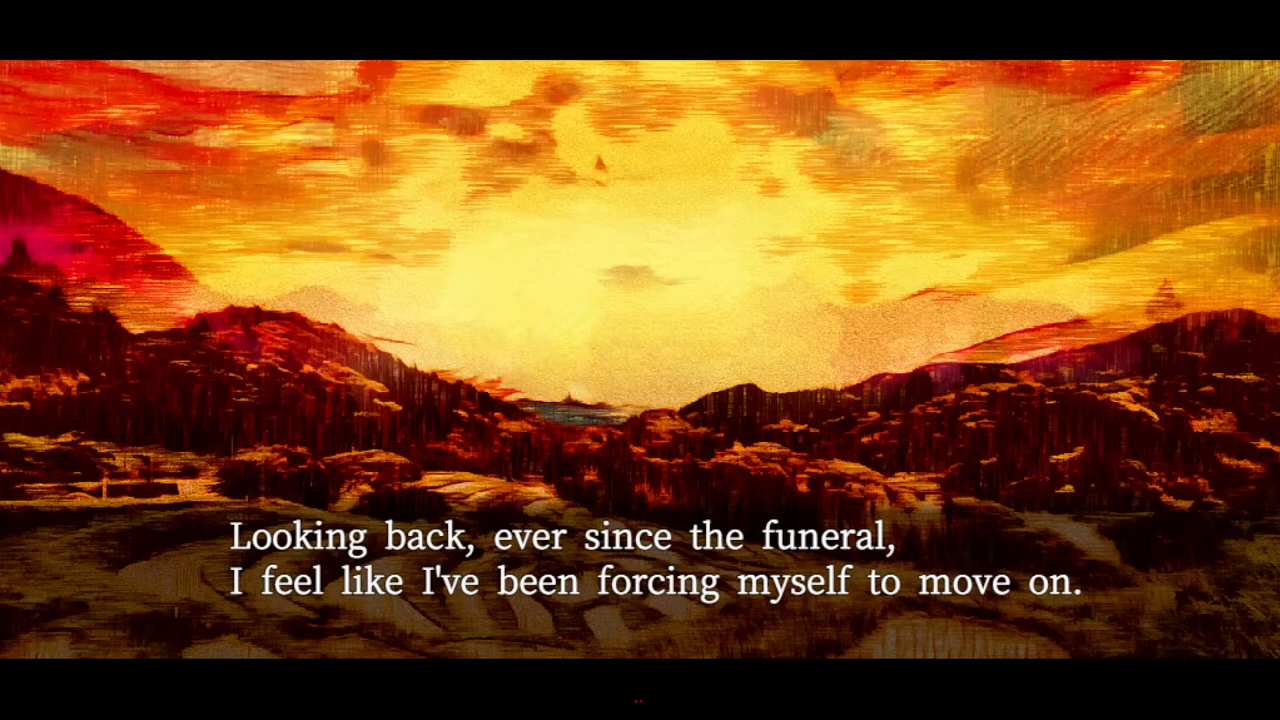 Looking back, ever since the funeral,
I feel like I've been forcing myself to move on.